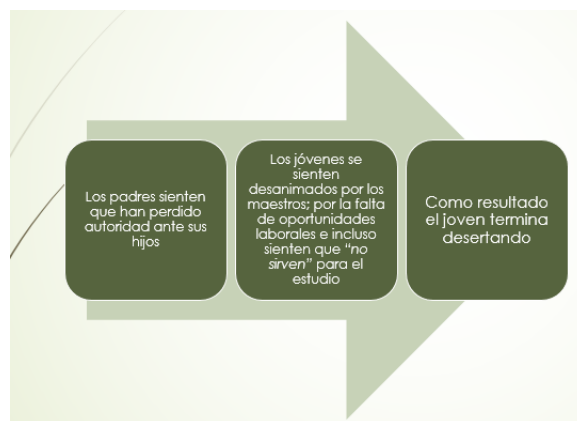 Los padres sienten
que han perdido
autoridad ante sus
hijos
Los jóvenes se
sienten
desanimados por los
maestros; por la falta
de oportunidades
laborales e incluso
sienten que “no
sirven” para el
estudio
Como resultado
el joven termina
desertando